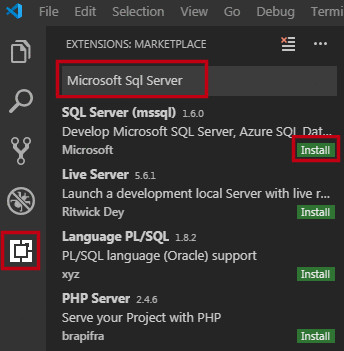 File Edit View Go Debug Termi
EXTENSIONS: MARKETPLACE
Microsoft Sql Server
SQL Server (mssql) 1.6.0
Develop Microsoft SQL Server, Azure SQL Dat...
Microsoft Install
Live Server 5.6.1
Launch a development local Server with live r...
Ritwick Dey Install
Language PL/SQL 1.8.2
PL/SQL language (Oracle) support
xyz Install
PHP Server 2.4.6
Serve your Project with PHP
brapifra Install